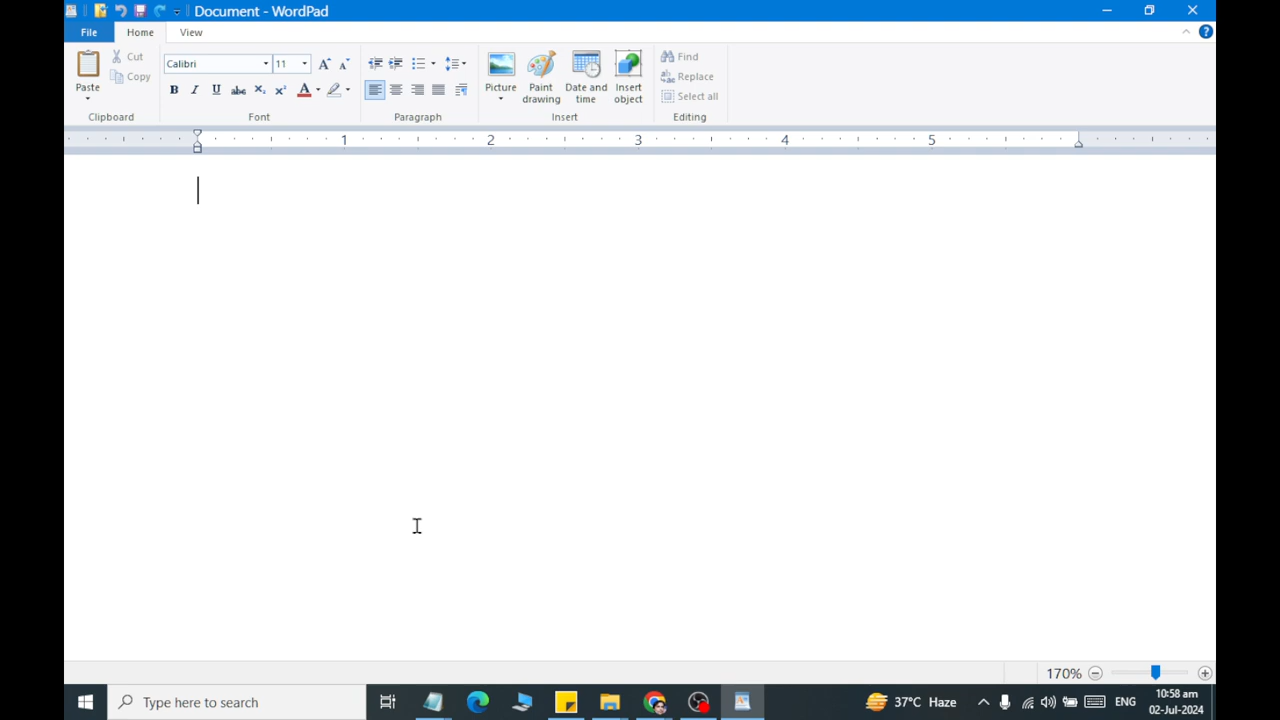 Document - WordPad
File Home View
Paste
Cut
Copy
Clipboard
Calibri 11
Font
Paragraph
Picture
Paint drawing
Date and time
Insert object
Insert
Find
Replace
Select all
Editing
1 2 3 4 5
170%
Type here to search
37°C Haze
ENG
10:58 am
02-Jul-2024